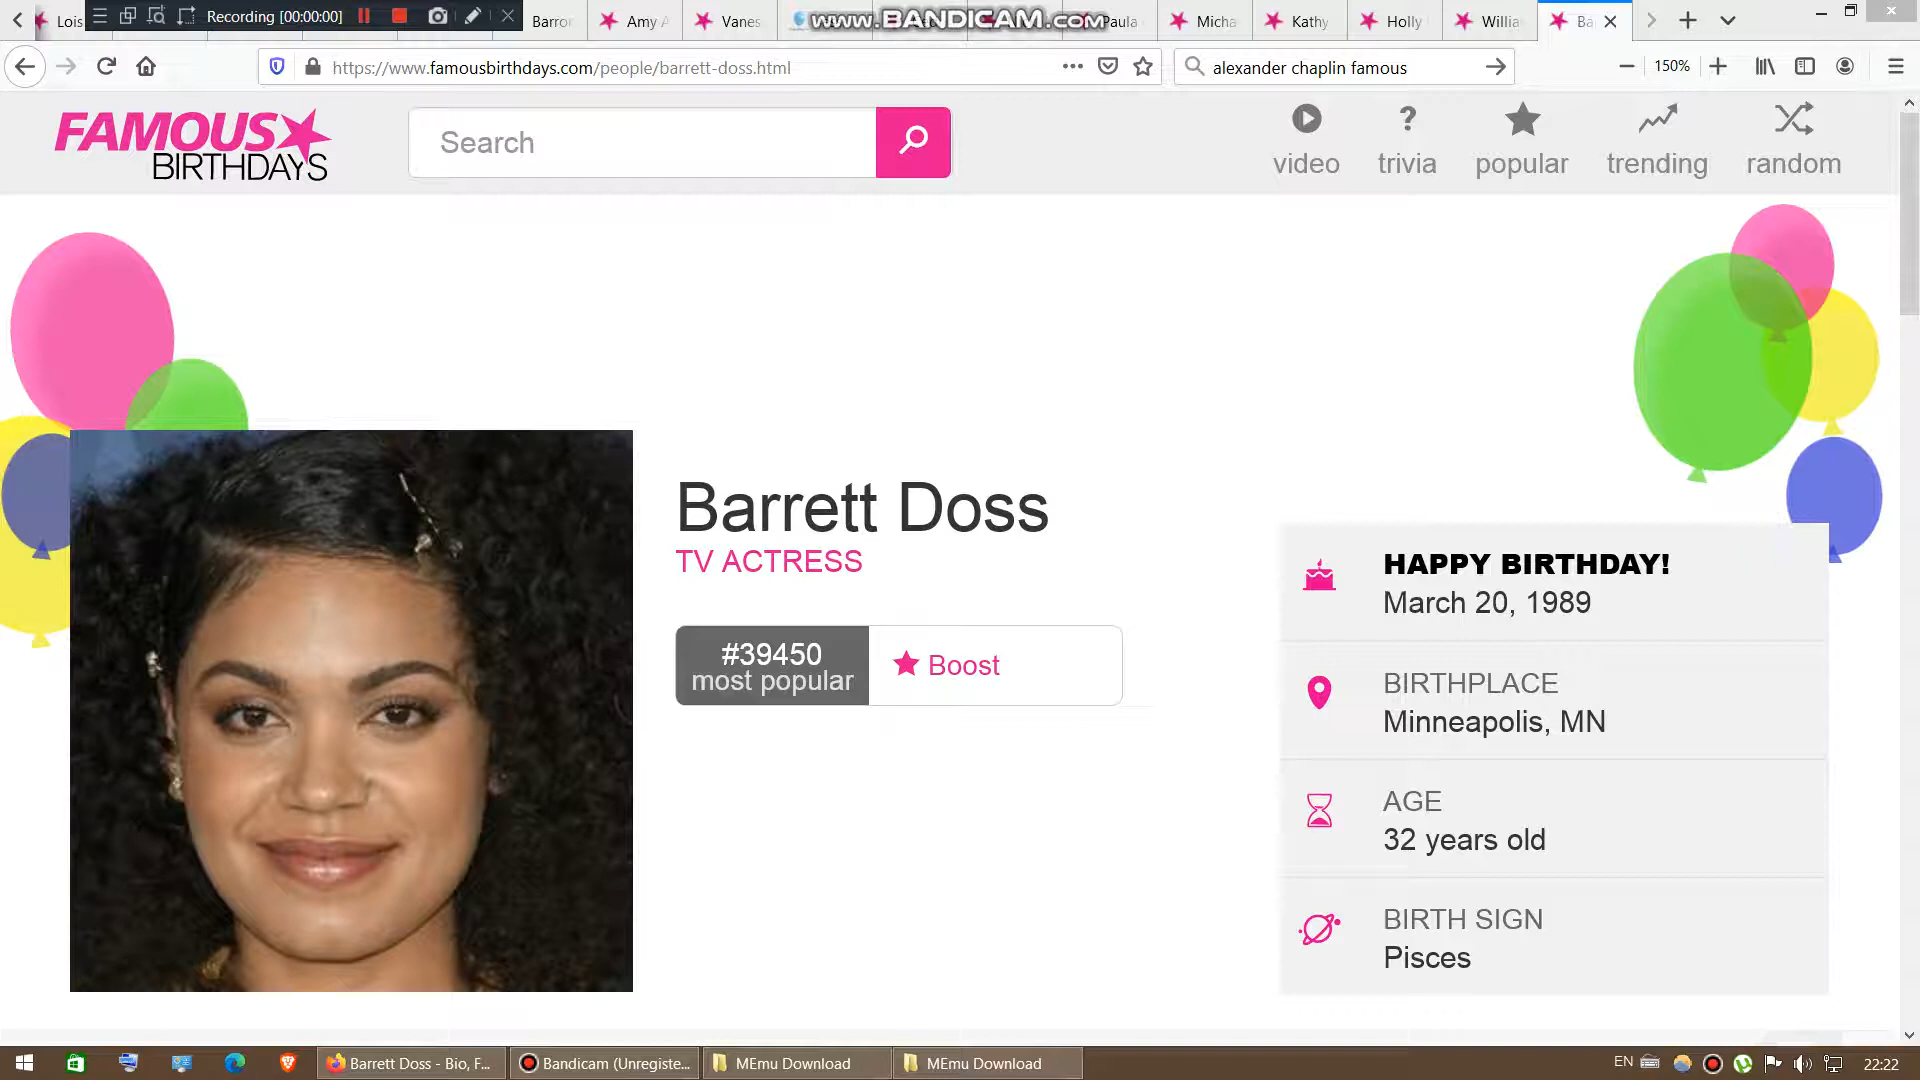 Lois
Recording [00:00:00]
Barron
Amy A
Vanes
www.BANDICAM.com
Paula
Micha
Kathy
Holly
Willia
Ba
https://www.famousbirthdays.com/people/barrett-doss.html
alexander chaplin famous
150%
FAMOUS
BIRTHDAYS
Search
video
trivia
popular
trending
random
Barrett Doss
TV ACTRESS
#39450
most popular
Boost
HAPPY BIRTHDAY!
March 20, 1989
BIRTHPLACE
Minneapolis, MN
AGE
32 years old
BIRTH SIGN
Pisces
Barrett Doss - Bio, F...
Bandicam (Unregiste...
MEmu Download
MEmu Download
EN
22:22